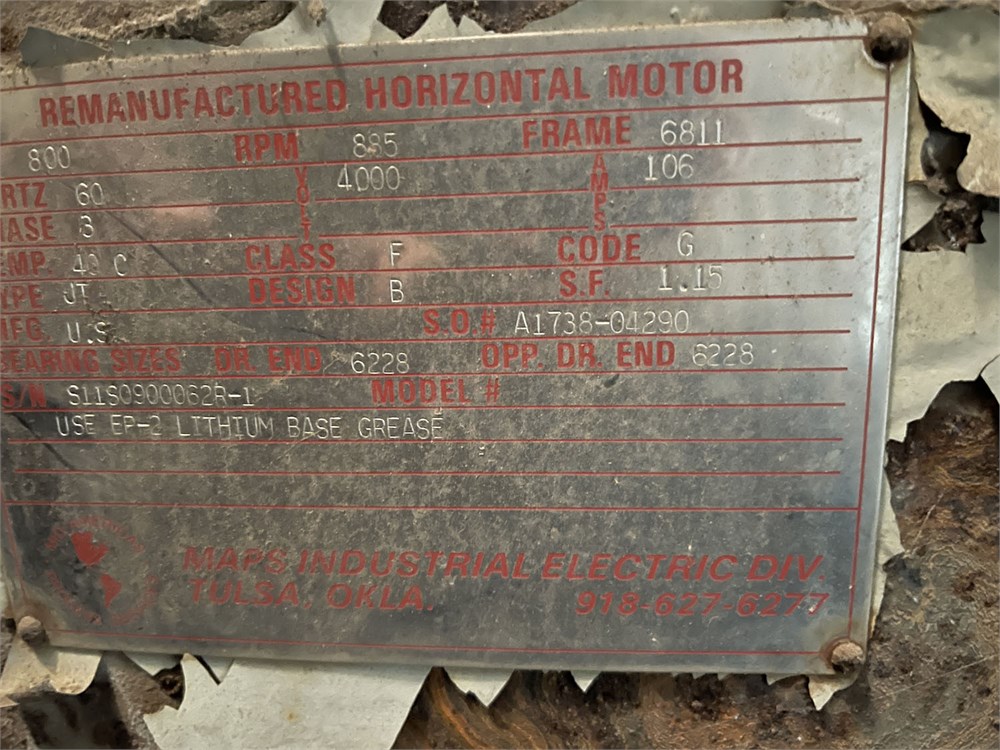 REMANUFACTURED HORIZONTAL MOTOR
800 RPM 885 FRAME 6811
RTZ 60 VOLT 4000 AMPS 106
HASE 3
EMP. 40 C CLASS F CODE G
YPE JT DESIGN B S.F. 1.15
MFG. U.S. S.O.# A1738-04290
BEARING SIZES DR. END 6228 OPP. DR. END 6228
S/N S11S0900062R-1 MODEL #
USE EP-2 LITHIUM BASE GREASE
MAPS INDUSTRIAL ELECTRIC DIV.
TULSA, OKLA. 918-627-6277